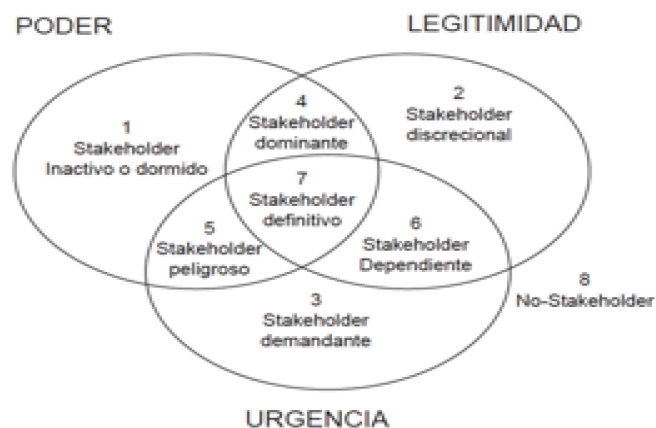 PODER
LEGITIMIDAD
1
Stakeholder
Inactivo o dormido
4
Stakeholder
dominante
2
Stakeholder
discrecional
7
Stakeholder
definitivo
5
Stakeholder
peligroso
6
Stakeholder
Dependiente
3
Stakeholder
demandante
8
No-Stakeholder
URGENCIA